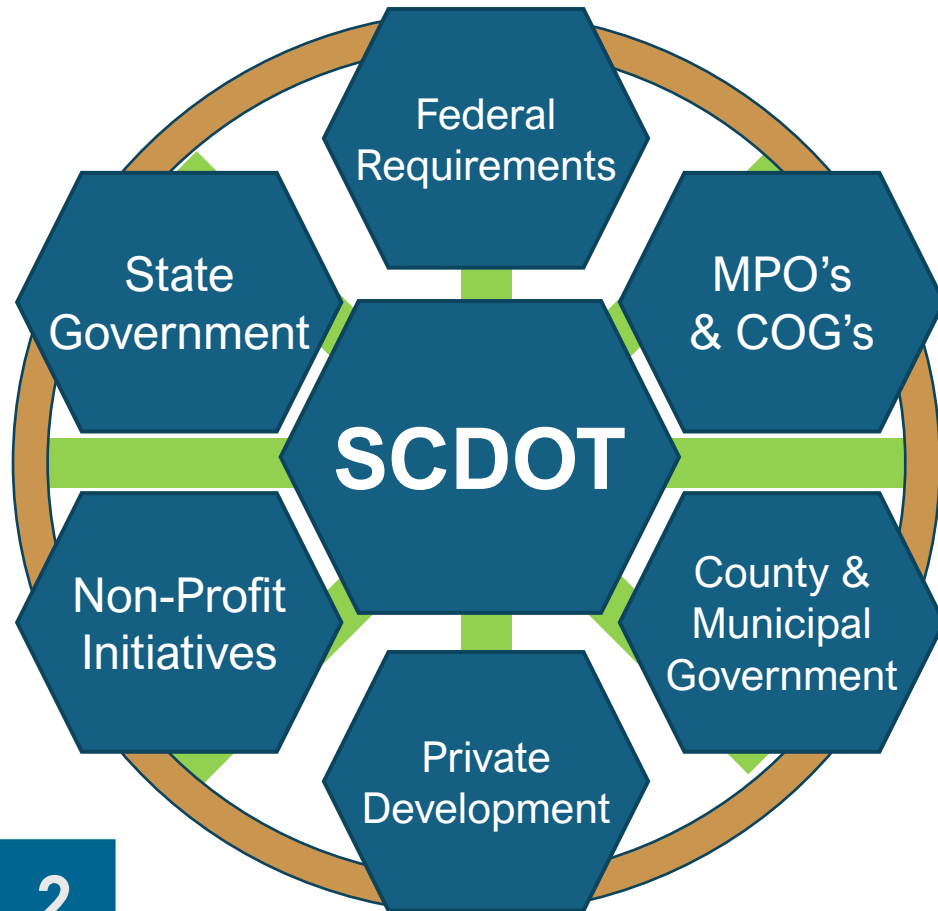 Federal
Requirements
State
Government
MPO's
& COG's
SCDOT
Non-Profit
Initiatives
County &
Municipal
Government
Private
Development
2